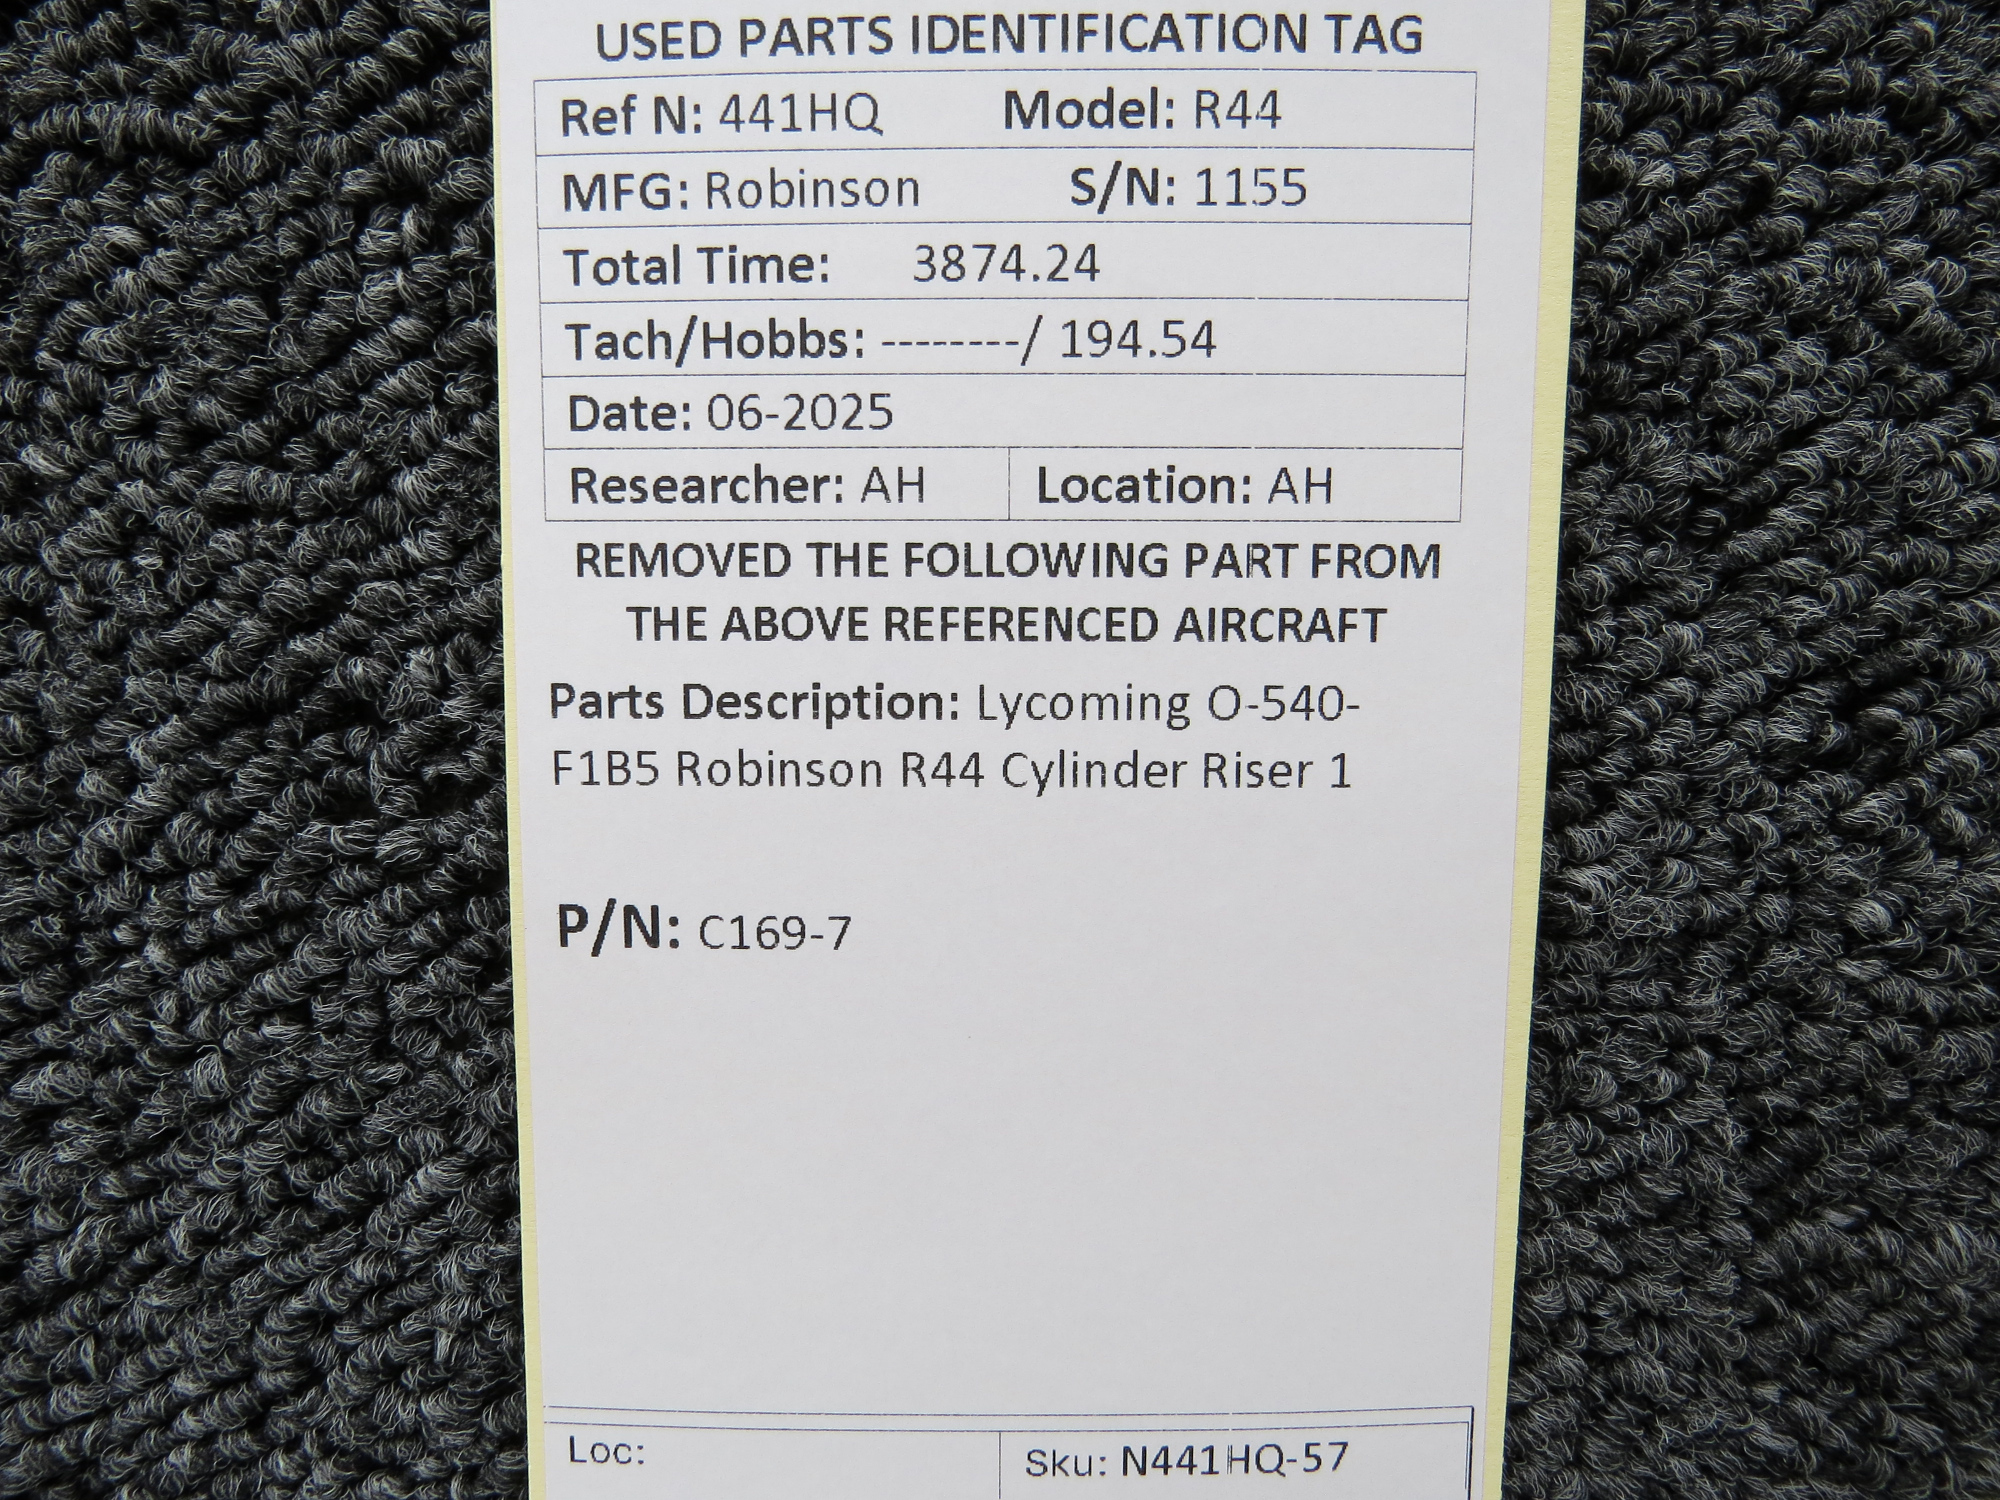 USED PARTS IDENTIFICATION TAG
Ref N: 441HQ Model: R44
MFG: Robinson S/N: 1155
Total Time: 3874.24
Tach/Hobbs: --------/ 194.54
Date: 06-2025
Researcher: AH Location: AH
REMOVED THE FOLLOWING PART FROM
THE ABOVE REFERENCED AIRCRAFT
Parts Description: Lycoming O-540-
F1B5 Robinson R44 Cylinder Riser 1
P/N: C169-7
Loc: Sku: N441HQ-57